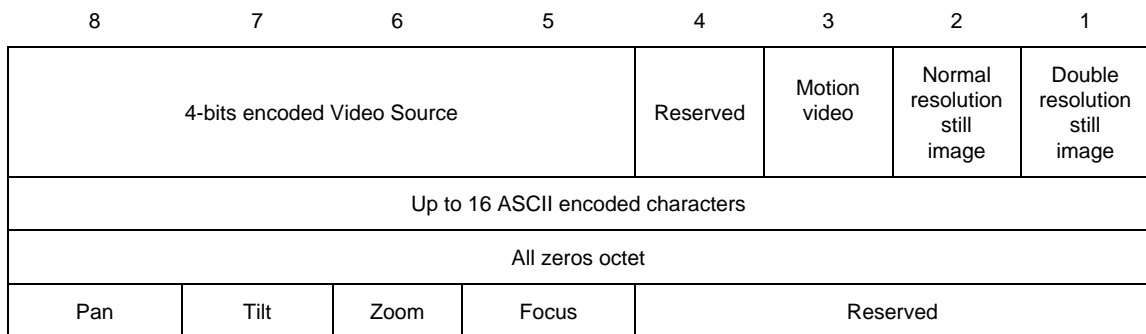 8 7 6 5 4 3 2 1
4-bits encoded Video Source
Reserved
Motion
video
Normal
resolution
still
image
Double
resolution
still
image
Up to 16 ASCII encoded characters
All zeros octet
Pan Tilt Zoom Focus Reserved